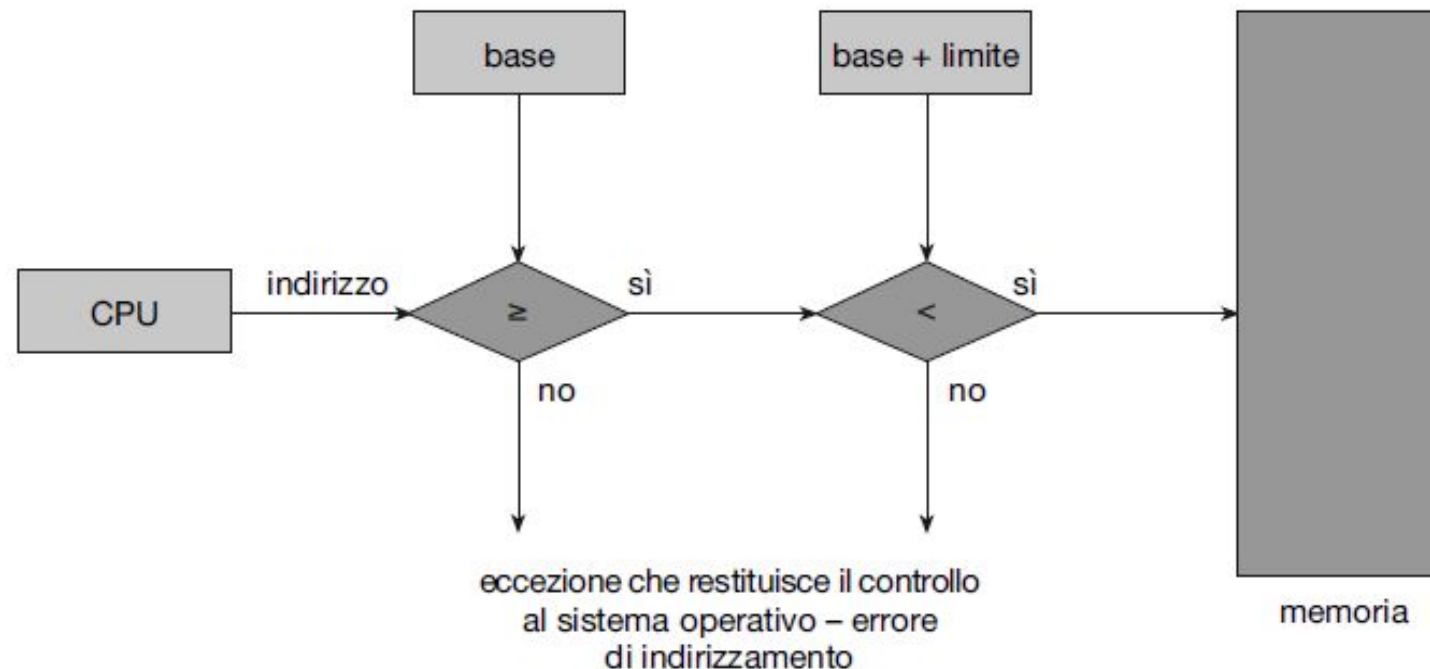 base
base + limite
CPU
indirizzo
≥
sì
<
sì
no
no
eccezione che restituisce il controllo
al sistema operativo – errore
di indirizzamento
memoria